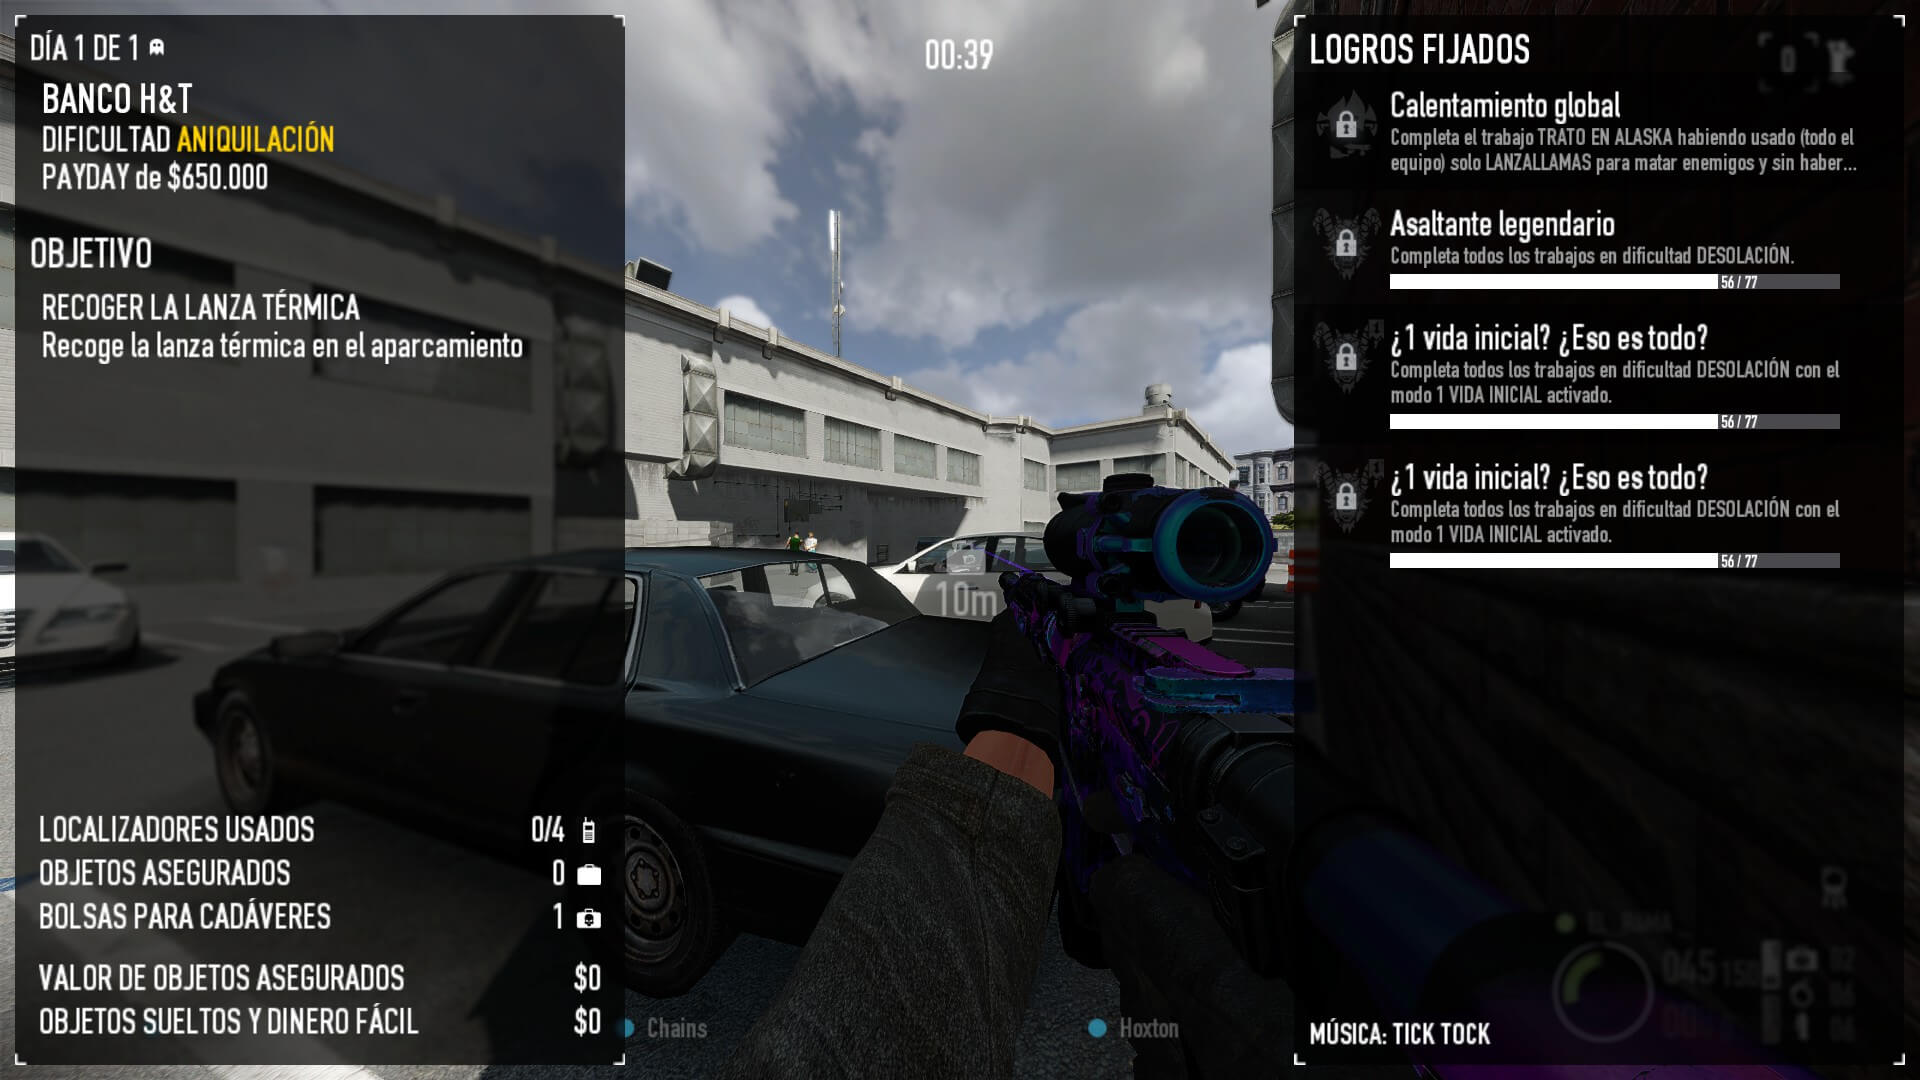 DÍA 1 DE 1
BANCO H&T
DIFICULTAD ANIQUILACIÓN
PAYDAY de $650.000
OBJETIVO
RECOGER LA LANZA TÉRMICA
Recoge la lanza térmica en el aparcamiento
LOCALIZADORES USADOS 0/4
OBJETOS ASEGURADOS 0
BOLSAS PARA CADÁVERES 1
VALOR DE OBJETOS ASEGURADOS $0
OBJETOS SUELTOS Y DINERO FÁCIL $0
00:39
10m
Chains
Hoxton
LOGROS FIJADOS
0
Calentamiento global
Completa el trabajo TRATO EN ALASKA habiendo usado (todo el
equipo) solo LANZALLAMAS para matar enemigos y sin haber...
Asaltante legendario
Completa todos los trabajos en dificultad DESOLACIÓN.
56 / 77
¿1 vida inicial? ¿Eso es todo?
Completa todos los trabajos en dificultad DESOLACIÓN con el
modo 1 VIDA INICIAL activado.
56 / 77
¿1 vida inicial? ¿Eso es todo?
Completa todos los trabajos en dificultad DESOLACIÓN con el
modo 1 VIDA INICIAL activado.
56 / 77
045 150
MÚSICA: TICK TOCK